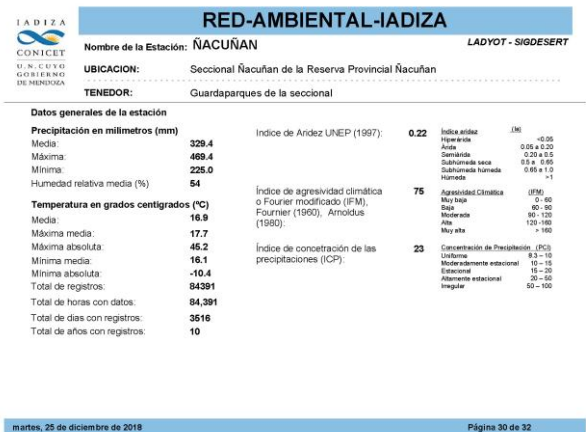 IADIZA
CONICET
U.N.CUYO
GOBIERNO
DE MENDOZA
RED-AMBIENTAL-IADIZA
Nombre de la Estación: ÑACUÑAN
LADYOT - SIGDESERT
UBICACION: Seccional Ñacuñan de la Reserva Provincial Ñacuñan
TENEDOR: Guardaparques de la seccional
Datos generales de la estación
Precipitación en milimetros (mm)
Media: 329.4
Máxima: 469.4
Mínima: 225.0
Humedad relativa media (%) 54
Temperatura en grados centigrados (ºC)
Media: 16.9
Máxima media: 17.7
Máxima absoluta: 45.2
Mínima media: 16.1
Mínima absoluta: -10.4
Total de registros: 84391
Total de horas con datos: 84,391
Total de dias con registros: 3516
Total de años con registros: 10
Indice de Aridez UNEP (1997): 0.22
Índice de agresividad climática
o Fourier modificado (IFM),
Fournier (1960), Arnoldus
(1980): 75
Índice de concetración de las
precipitaciones (ICP): 23
Índice aridez (Ia)
Hiperárida <0.05
Árida 0.05 a 0.20
Semiárida 0.20 a 0.5
Subhúmeda seca 0.5 a 0.65
Subhúmeda húmeda 0.65 a 1.0
Húmeda >1
Agresividad Climática (IFM)
Muy baja 0 - 60
Baja 60 - 90
Moderada 90 - 120
Alta 120 -160
Muy alta > 160
Concentración de Precipitación (PCI)
Uniforme 8.3 – 10
Moderadamente estacional 10 – 15
Estacional 15 – 20
Altamente estacional 20 – 50
Irregular 50 – 100
martes, 25 de diciembre de 2018
Página 30 de 32